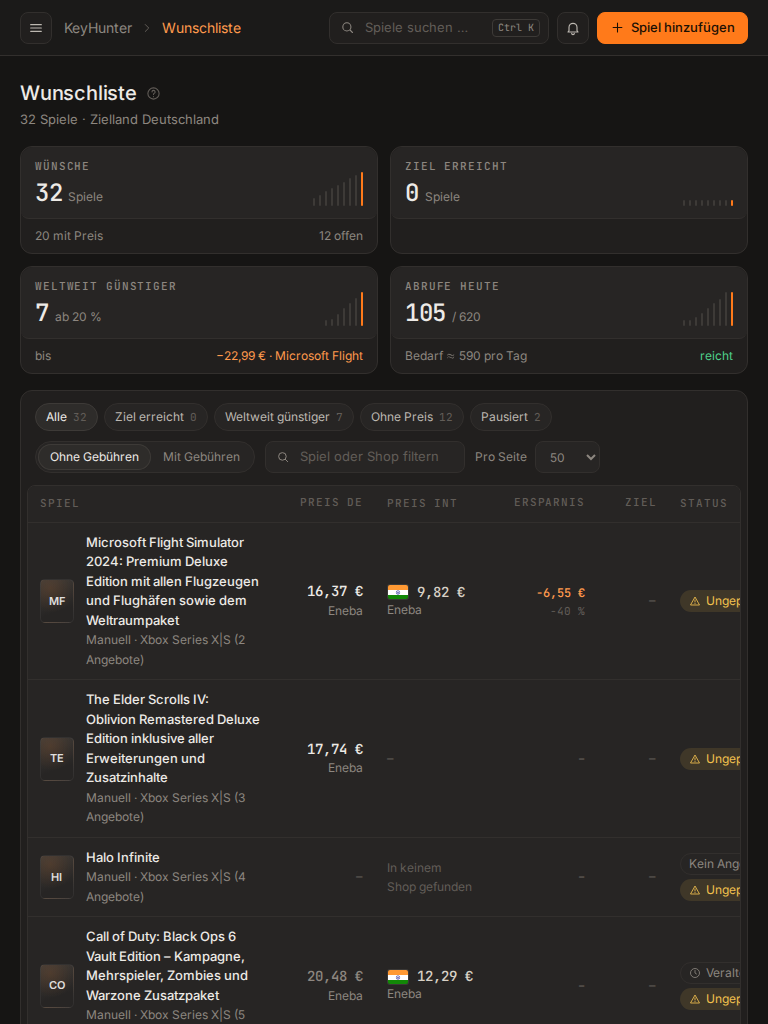 KeyHunter > Wunschliste
Spiele suchen ...
Ctrl K
+ Spiel hinzufügen
Wunschliste
32 Spiele · Zielland Deutschland
WÜNSCHE
32 Spiele
20 mit Preis
12 offen
ZIEL ERREICHT
0 Spiele
WELTWEIT GÜNSTIGER
7 ab 20 %
bis
−22,99 € · Microsoft Flight
ABRUFE HEUTE
105 / 620
Bedarf ≈ 590 pro Tag
reicht
Alle 32
Ziel erreicht 0
Weltweit günstiger 7
Ohne Preis 12
Pausiert 2
Ohne Gebühren
Mit Gebühren
Spiel oder Shop filtern
Pro Seite
50
SPIEL
PREIS DE
PREIS INT
ERSPARNIS
ZIEL
STATUS
MF
Microsoft Flight Simulator
2024: Premium Deluxe
Edition mit allen Flugzeugen
und Flughäfen sowie dem
Weltraumpaket
Manuell · Xbox Series X|S (2
Angebote)
16,37 €
Eneba
9,82 €
Eneba
-6,55 €
-40 %
–
Ungep
TE
The Elder Scrolls IV:
Oblivion Remastered Deluxe
Edition inklusive aller
Erweiterungen und
Zusatzinhalte
Manuell · Xbox Series X|S (3
Angebote)
17,74 €
Eneba
–
–
–
Ungep
HI
Halo Infinite
Manuell · Xbox Series X|S (4
Angebote)
–
In keinem
Shop gefunden
–
–
Kein Ang
Ungep
CO
Call of Duty: Black Ops 6
Vault Edition – Kampagne,
Mehrspieler, Zombies und
Warzone Zusatzpaket
Manuell · Xbox Series X|S (5
20,48 €
Eneba
12,29 €
Eneba
–
–
Veralt
Ungep